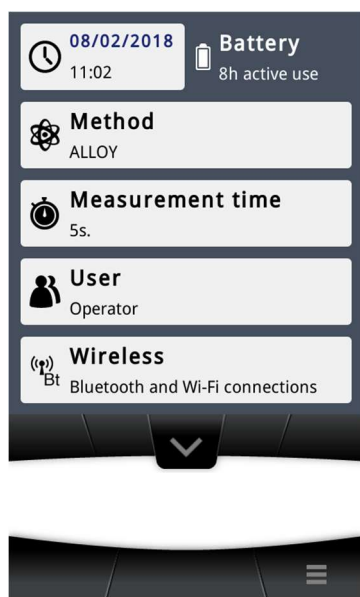 08/02/2018
11:02
Battery
8h active use
Method
ALLOY
Measurement time
5s.
User
Operator
Wireless
Bt
Bluetooth and Wi-Fi connections